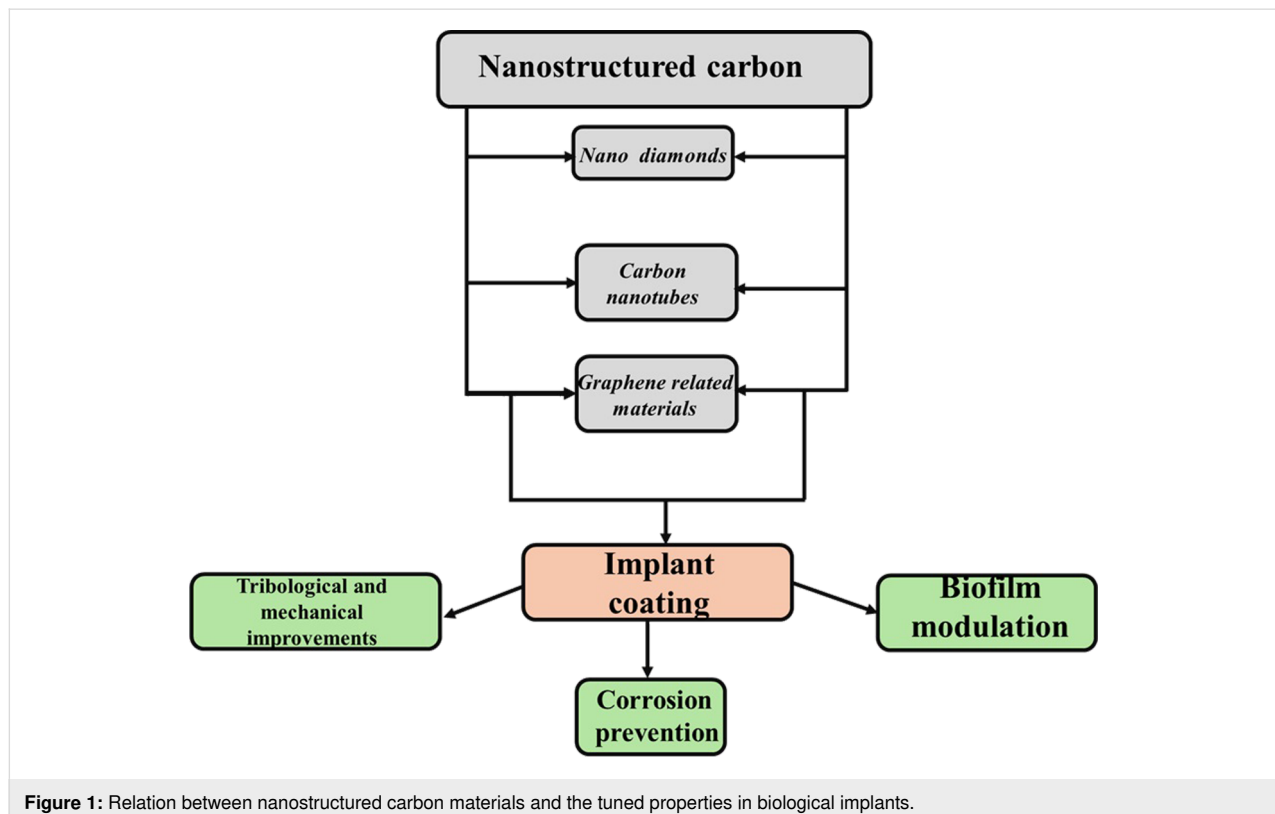 Nanostructured carbon
Nano diamonds
Carbon
nanotubes
Graphene related
materials
Implant
coating
Tribological and
mechanical
improvements
Biofilm
modulation
Corrosion
prevention
Figure 1: Relation between nanostructured carbon materials and the tuned properties in biological implants.